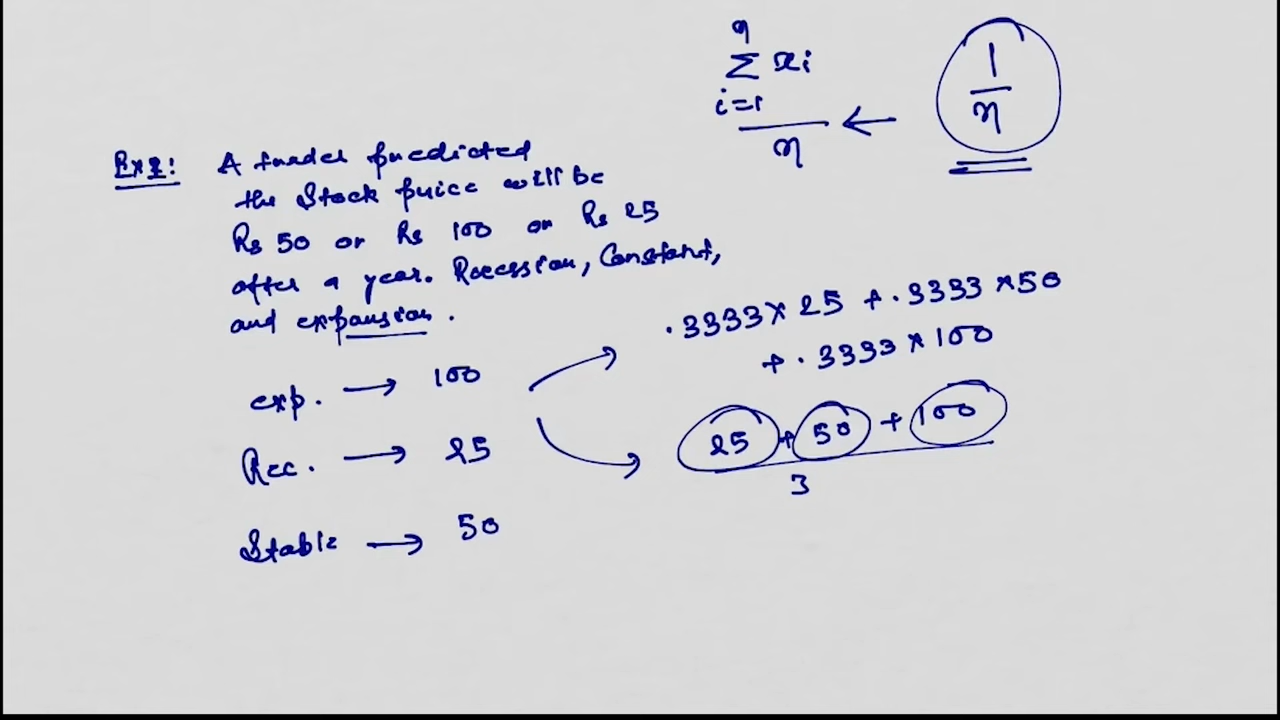 n
Σ xi
i=1
n
←
1
n
Ex 1:
A trader predicted
the Stock price will be
Rs 50 or Rs 100 or Rs 25
after a year. Recession, Constant,
and expansion.
exp. → 100
Rec. → 25
Stable → 50
.3333 × 25 + .3333 × 50
+ .3333 × 100
25 + 50 + 100
3